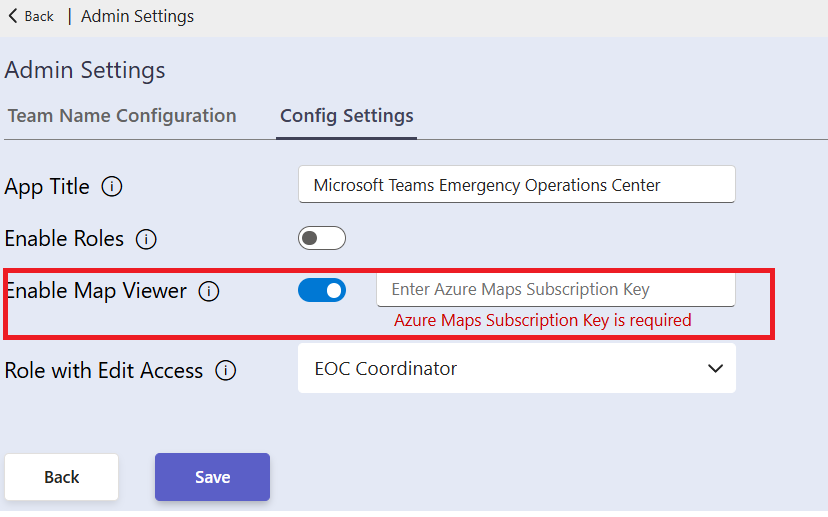 Back | Admin Settings
Admin Settings
Team Name Configuration Config Settings
App Title Microsoft Teams Emergency Operations Center
Enable Roles
Enable Map Viewer Enter Azure Maps Subscription Key
Azure Maps Subscription Key is required
Role with Edit Access EOC Coordinator
Back Save